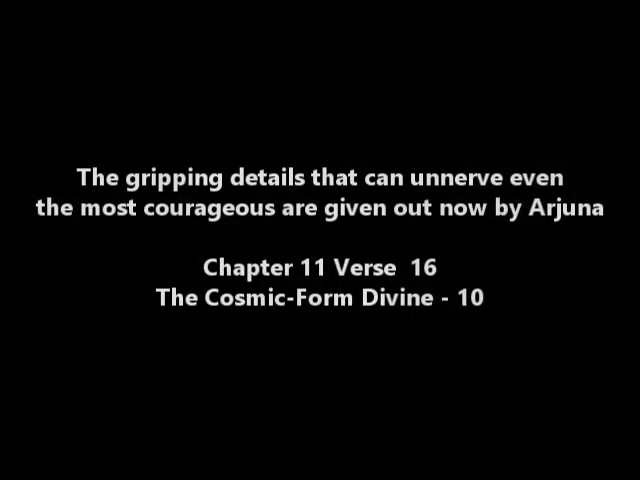 The gripping details that can unnerve even
the most courageous are given out now by Arjuna
Chapter 11 Verse  16
The Cosmic-Form Divine - 10